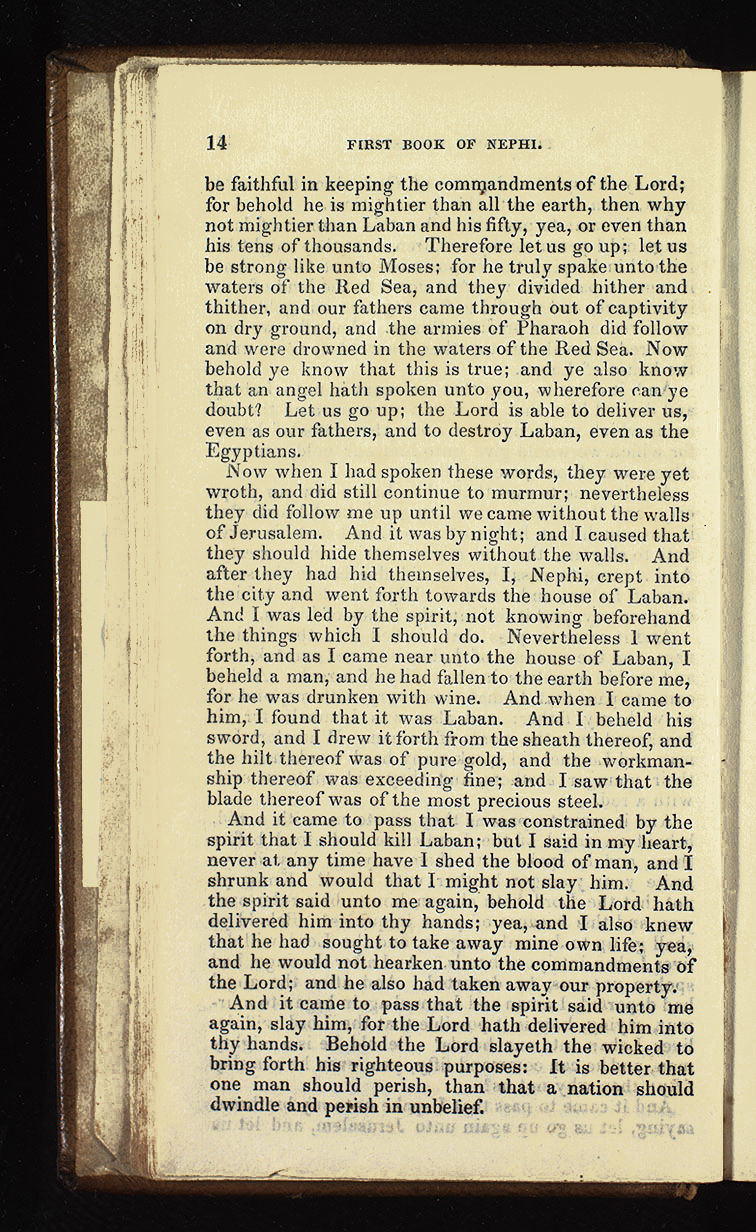 14 FIRST BOOK OF NEPHI.
be faithful in keeping the commandments of the Lord;
for behold he is mightier than all the earth, then why
not mightier than Laban and his fifty, yea, or even than
his tens of thousands. Therefore let us go up; let us
be strong like unto Moses; for he truly spake unto the
waters of the Red Sea, and they divided hither and
thither, and our fathers came through out of captivity
on dry ground, and the armies of Pharaoh did follow
and were drowned in the waters of the Red Sea. Now
behold ye know that this is true; and ye also know
that an angel hath spoken unto you, wherefore can ye
doubt? Let us go up; the Lord is able to deliver us,
even as our fathers, and to destroy Laban, even as the
Egyptians.
Now when I had spoken these words, they were yet
wroth, and did still continue to murmur; nevertheless
they did follow me up until we came without the walls
of Jerusalem. And it was by night; and I caused that
they should hide themselves without the walls. And
after they had hid themselves, I, Nephi, crept into
the city and went forth towards the house of Laban.
And I was led by the spirit, not knowing beforehand
the things which I should do. Nevertheless I went
forth, and as I came near unto the house of Laban, I
beheld a man, and he had fallen to the earth before me,
for he was drunken with wine. And when I came to
him, I found that it was Laban. And I beheld his
sword, and I drew it forth from the sheath thereof, and
the hilt thereof was of pure gold, and the workman-
ship thereof was exceeding fine; and I saw that the
blade thereof was of the most precious steel.
And it came to pass that I was constrained by the
spirit that I should kill Laban; but I said in my heart,
never at any time have I shed the blood of man, and I
shrunk and would that I might not slay him. And
the spirit said unto me again, behold the Lord hath
delivered him into thy hands; yea, and I also knew
that he had sought to take away mine own life; yea,
and he would not hearken unto the commandments of
the Lord; and he also had taken away our property.
And it came to pass that the spirit said unto me
again, slay him, for the Lord hath delivered him into
thy hands. Behold the Lord slayeth the wicked to
bring forth his righteous purposes: It is better that
one man should perish, than that a nation should
dwindle and perish in unbelief.